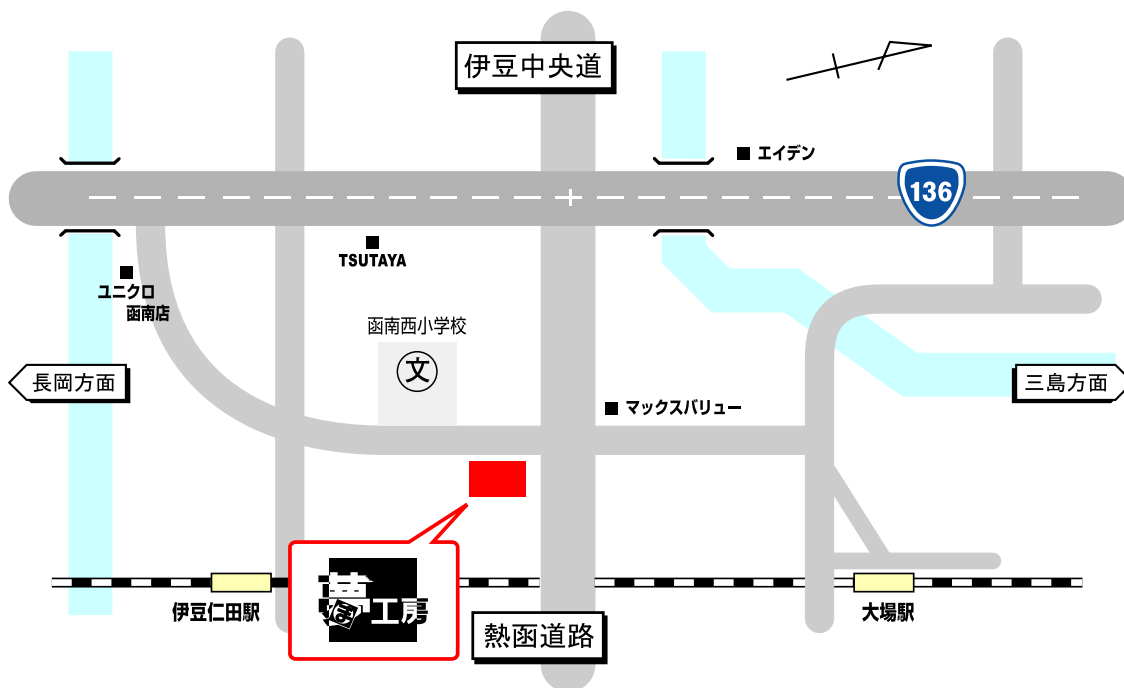 伊豆中央道
エイデン
136
TSUTAYA
ユニクロ
函南店
函南西小学校
文
長岡方面
三島方面
マックスバリュー
伊豆仁田駅
工房
大場駅
熱函道路